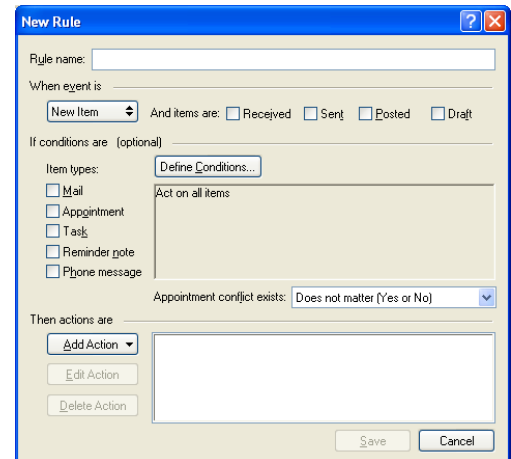 New Rule
Rule name:
When event is
New Item And items are: Received Sent Posted Draft
If conditions are (optional)
Item types: Define Conditions...
Mail Act on all items
Appointment
Task
Reminder note
Phone message
Appointment conflict exists: Does not matter (Yes or No)
Then actions are
Add Action
Edit Action
Delete Action
Save Cancel